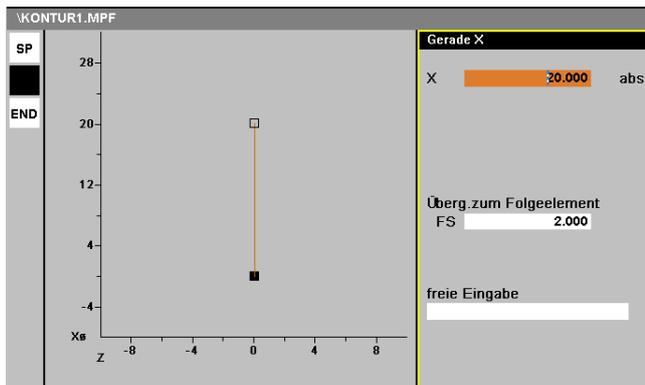 \KONTUR1.MPF
SP
END
28
20
12
4
-4
Xø
Z
-8
-4
0
4
8
Gerade X
X 20.000 abs
Überg.zum Folgeelement
FS 2.000
freie Eingabe